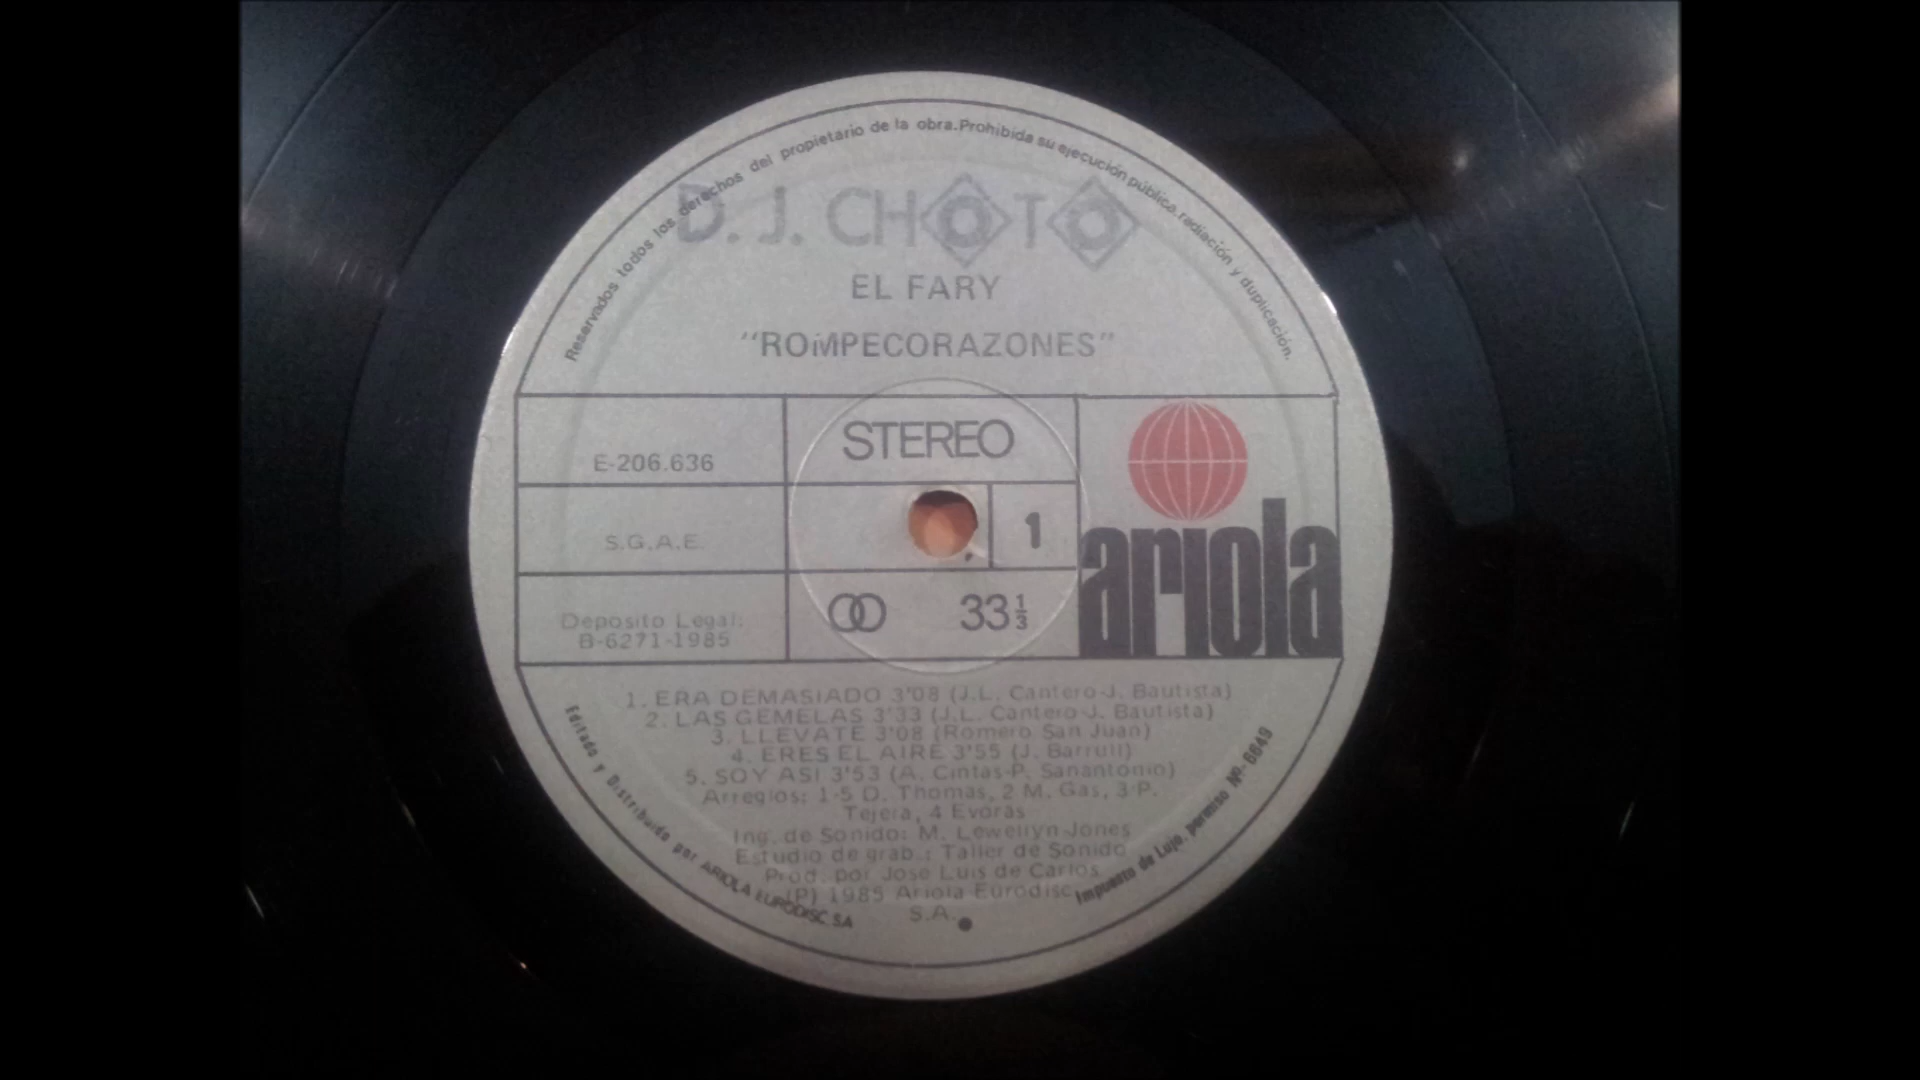 Reservados todos los derechos del propietario de la obra.Prohibida su ejecución pública, radiación y duplicación.
D. J. CHOTO
EL FARY
"ROMPECORAZONES"
E-206.636
STEREO
S.G.A.E.
1
Deposito Legal:
B-6271-1985
33 1/3
ariola
1. ERA DEMASIADO 3'08 (J.L. Cantero-J. Bautista)
2. LAS GEMELAS 3'33 (J.L. Cantero-J. Bautista)
3. LLEVATE 3'08 (Romero San Juan)
4. ERES EL AIRE 3'55 (J. Barrull)
5. SOY ASI 3'53 (A. Cintas-P. Sanantonio)
Arreglos: 1-5 D. Thomas, 2 M. Gas, 3-P.
Tejera, 4 Evoras
Ing. de Sonido: M. Lewellyn-Jones
Estudio de grab.: Taller de Sonido
Prod. por Jose Luis de Carlos
(P) 1985 Ariola Eurodisc,
S.A.
Editado y Distribuido por ARIOLA EURODISC. S.A
Impuesto de Lujo. permiso Nº- 6649